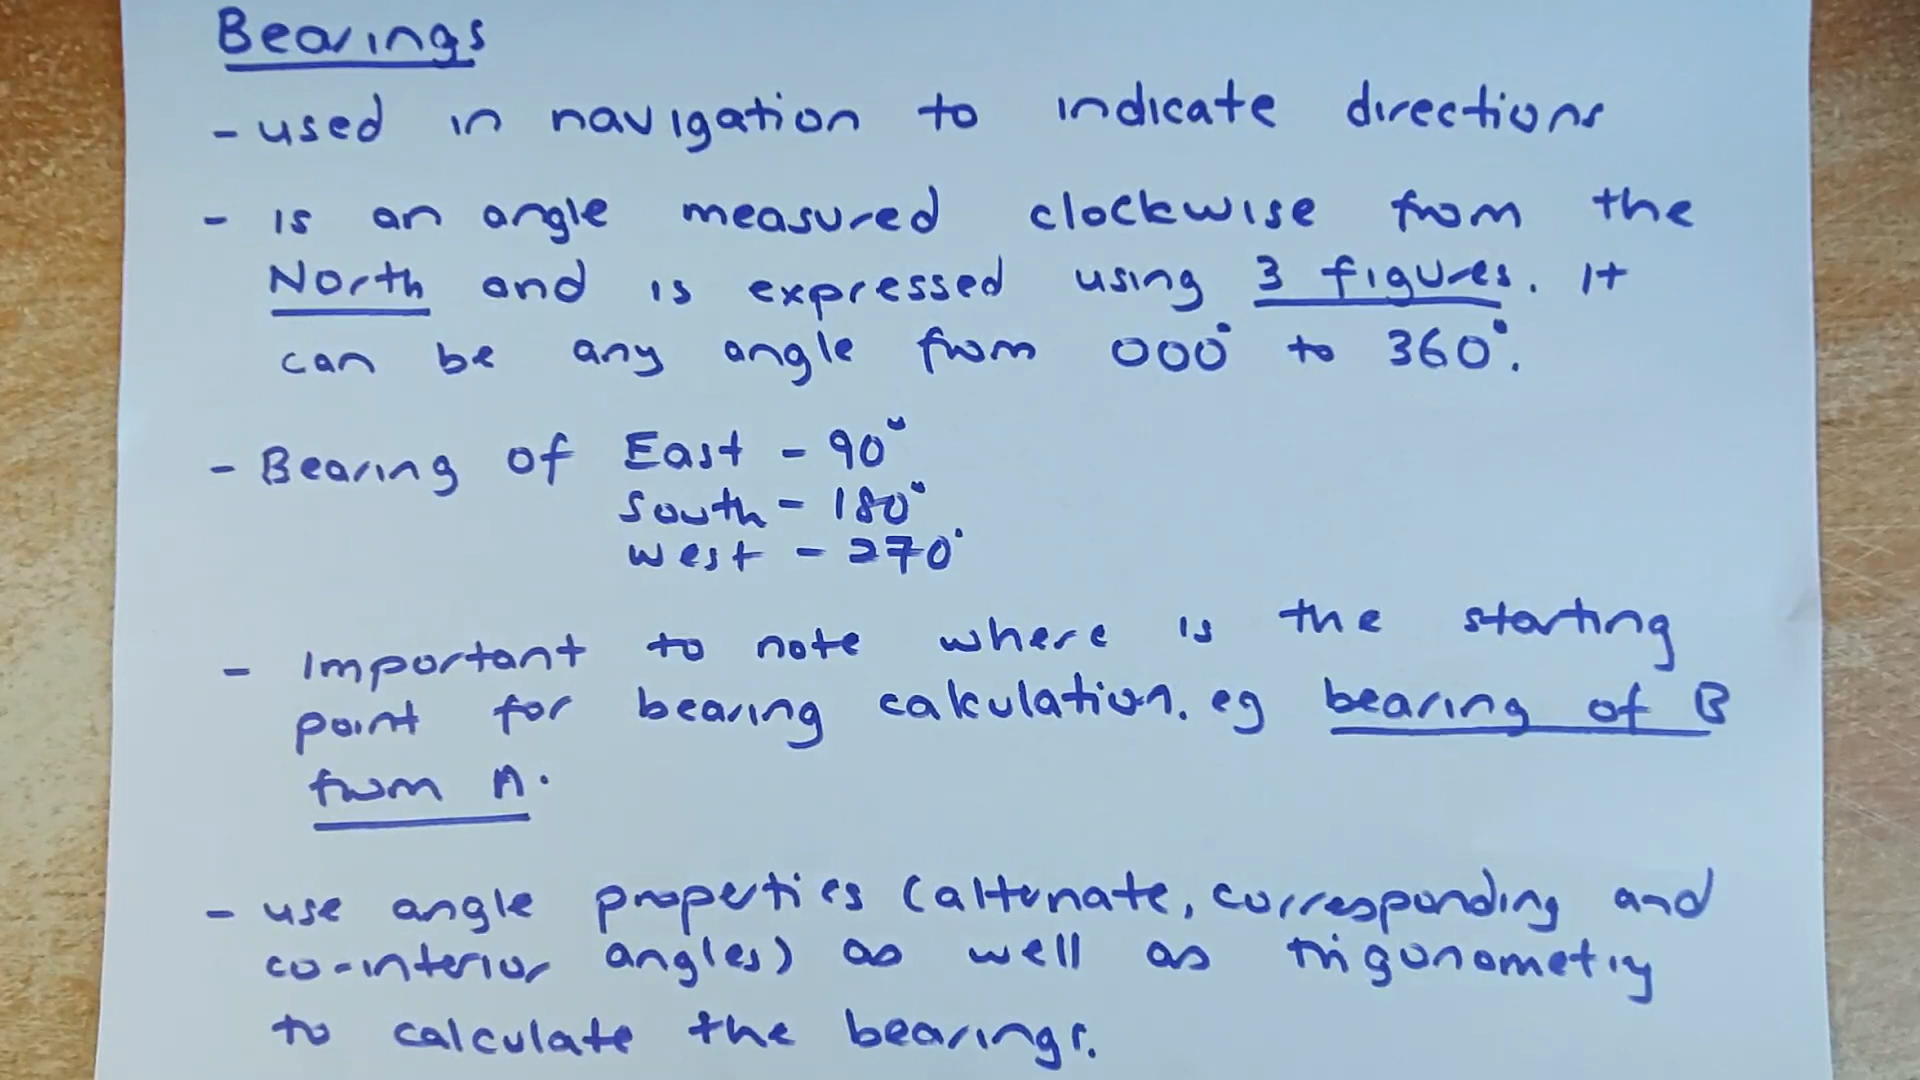 Bearings
- used in navigation to indicate directions
- is an angle measured clockwise from the
North and is expressed using 3 figures. It
can be any angle from 000° to 360°.
- Bearing of East - 90°
South - 180°
West - 270°
- Important to note where is the starting
point for bearing calculation. eg bearing of B
from A.
- use angle properties (alternate, corresponding and
co-interior angles) as well as trigonometry
to calculate the bearings.